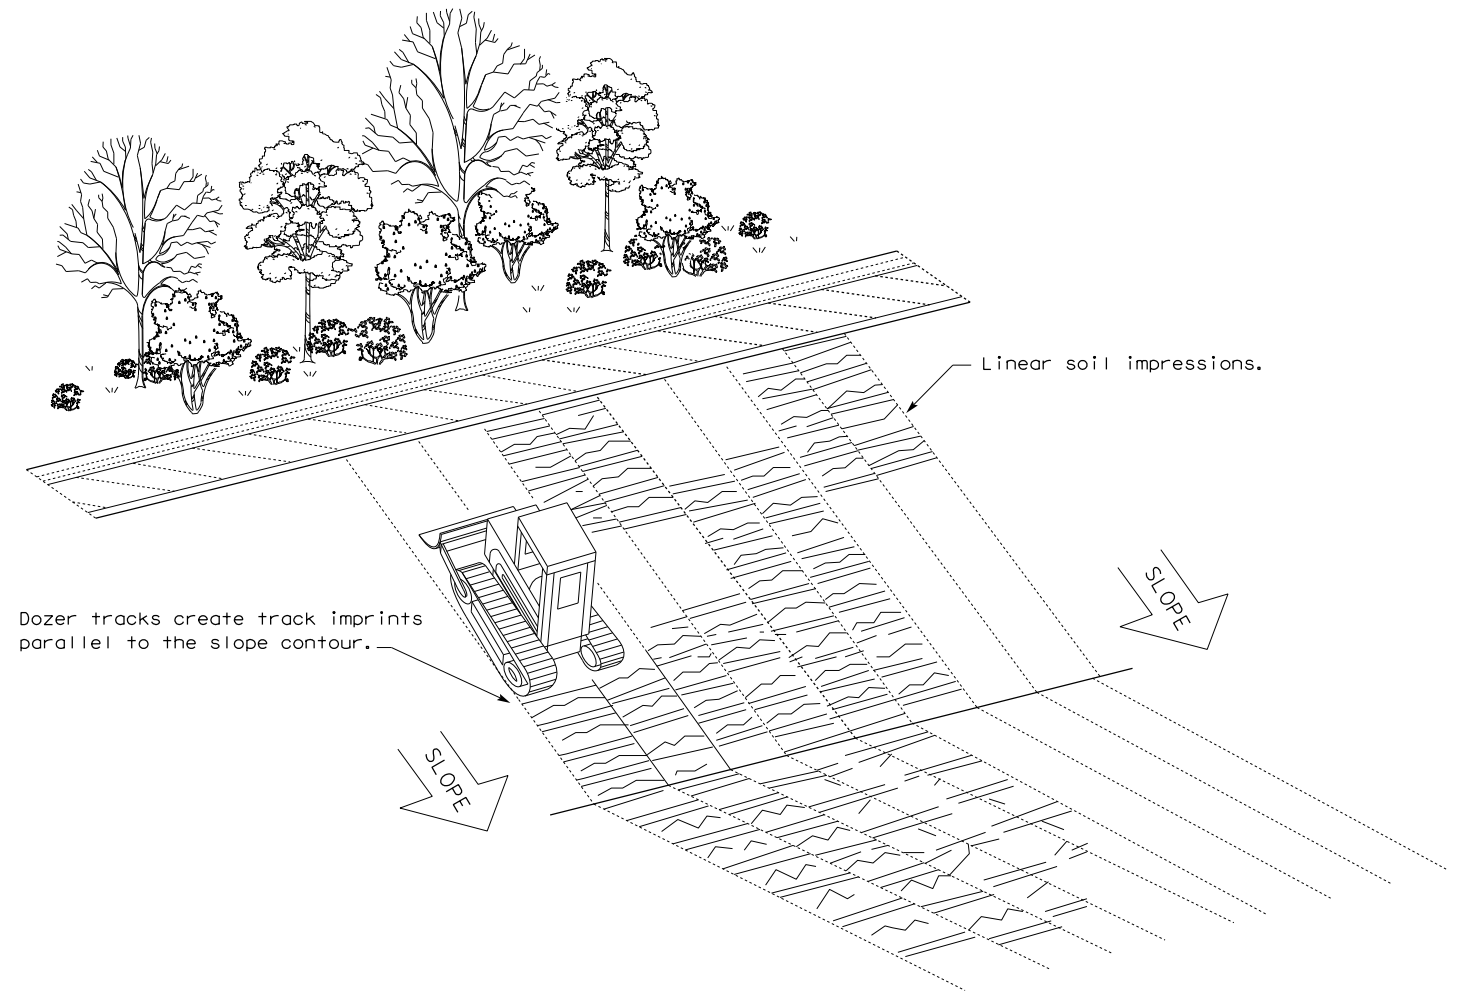 Linear soil impressions.
SLOPE
Dozer tracks create track imprints
parallel to the slope contour.
SLOPE